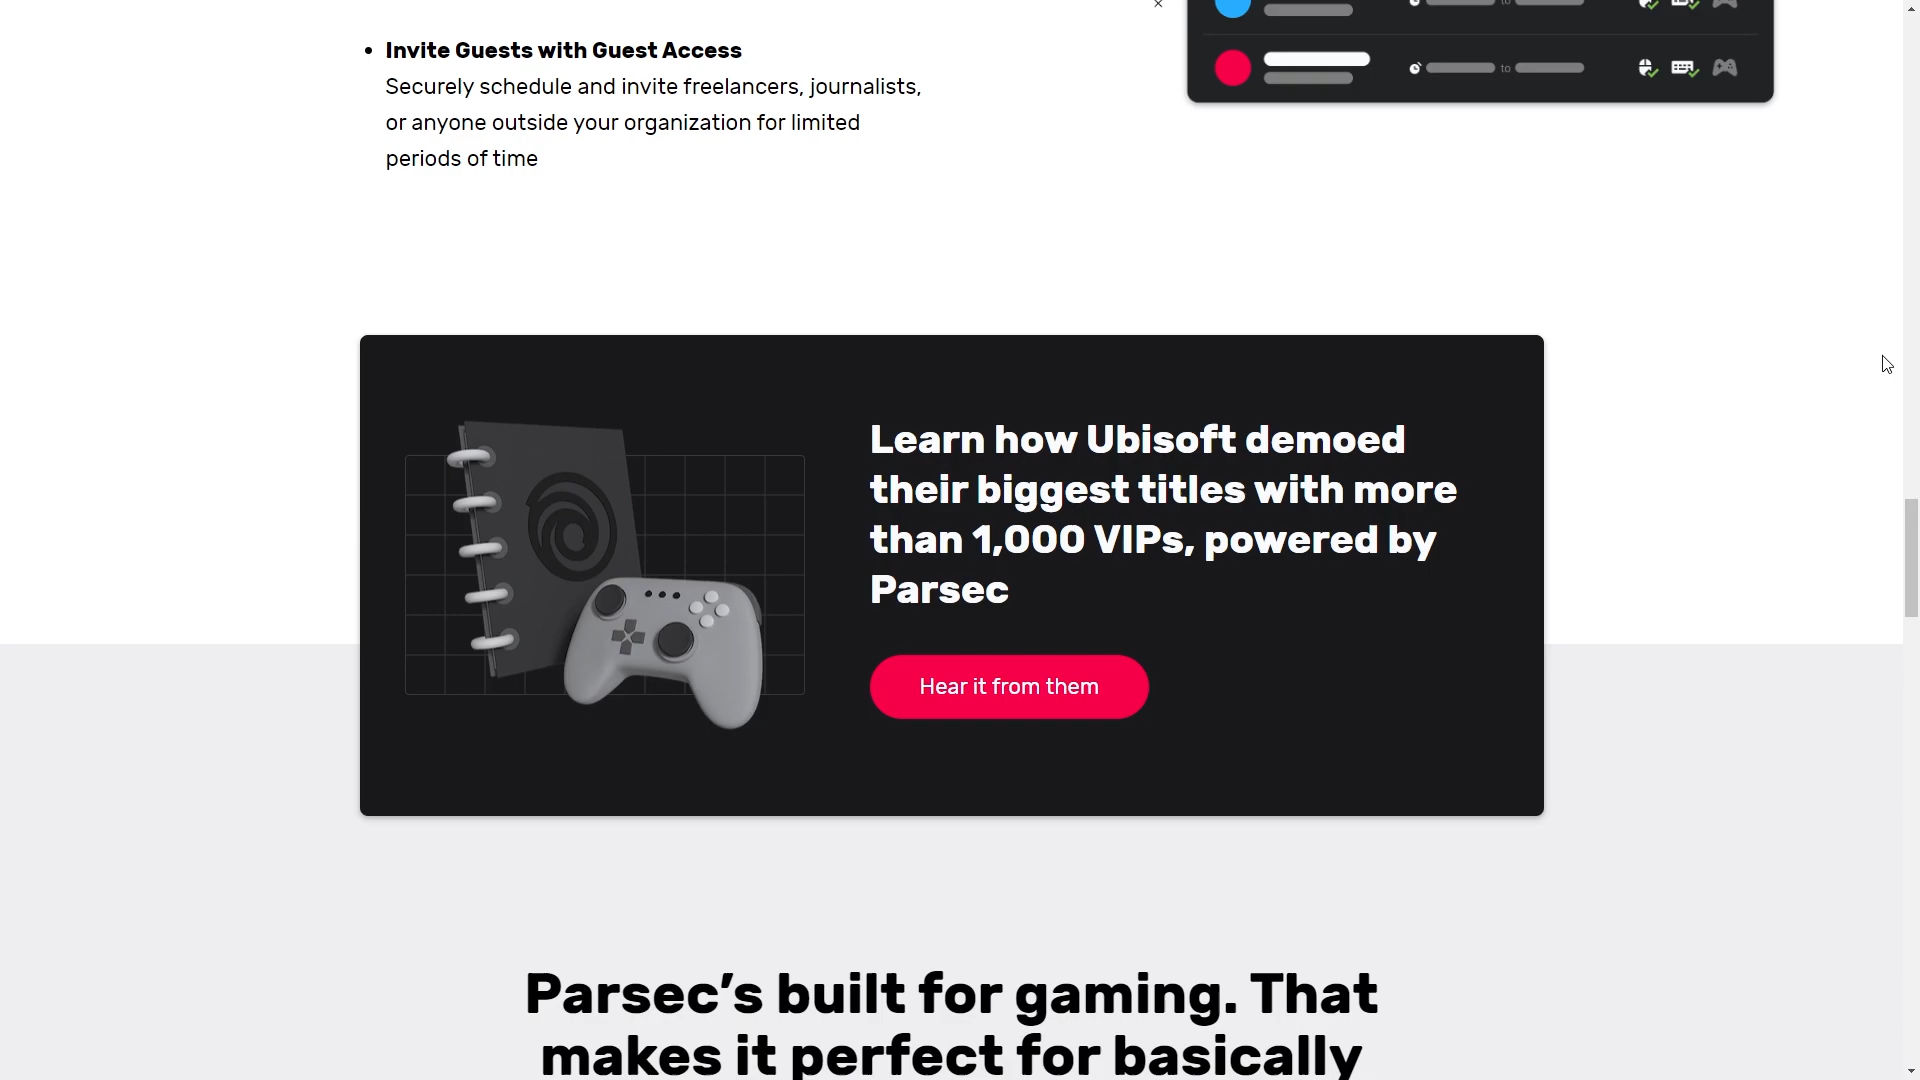 Invite Guests with Guest Access
Securely schedule and invite freelancers, journalists,
or anyone outside your organization for limited
periods of time
to
to
Learn how Ubisoft demoed
their biggest titles with more
than 1,000 VIPs, powered by
Parsec
Hear it from them
Parsec’s built for gaming. That
makes it perfect for basically